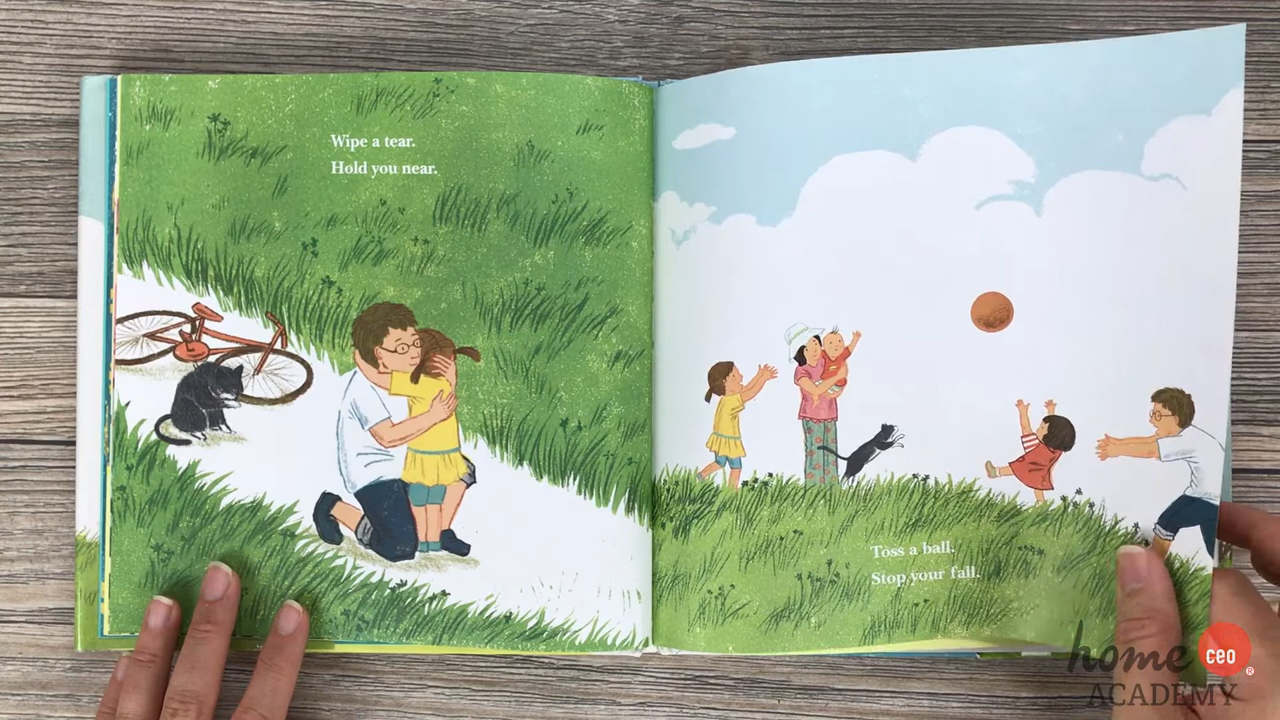 Wipe a tear.
Hold you near.
Toss a ball.
Stop your fall.
home ceo ®
ACADEMY